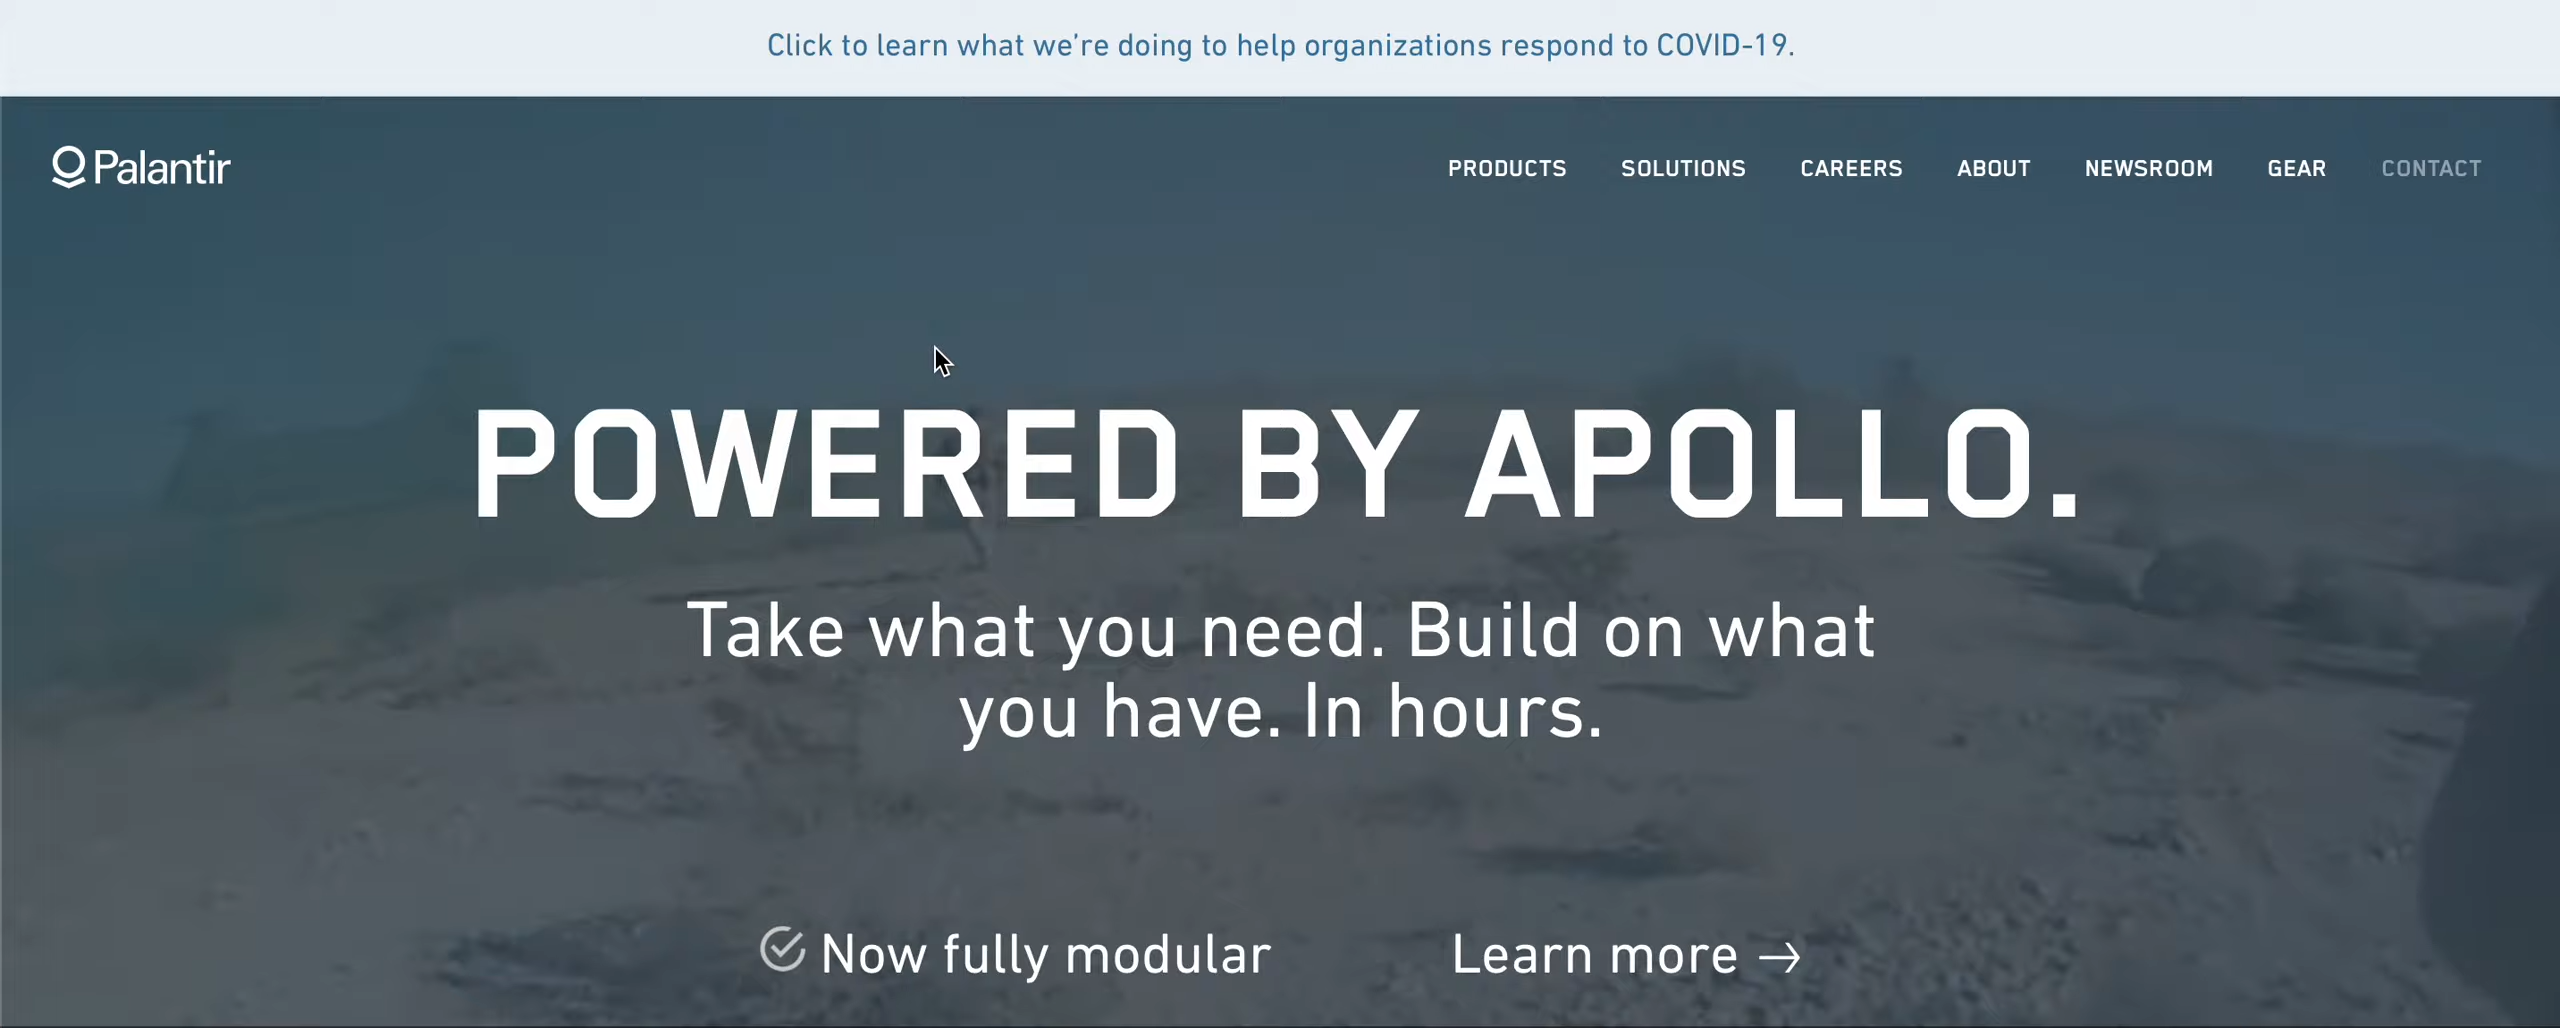 Click to learn what we’re doing to help organizations respond to COVID-19.
Palantir
PRODUCTS SOLUTIONS CAREERS ABOUT NEWSROOM GEAR CONTACT
POWERED BY APOLLO.
Take what you need. Build on what
you have. In hours.
Now fully modular
Learn more →